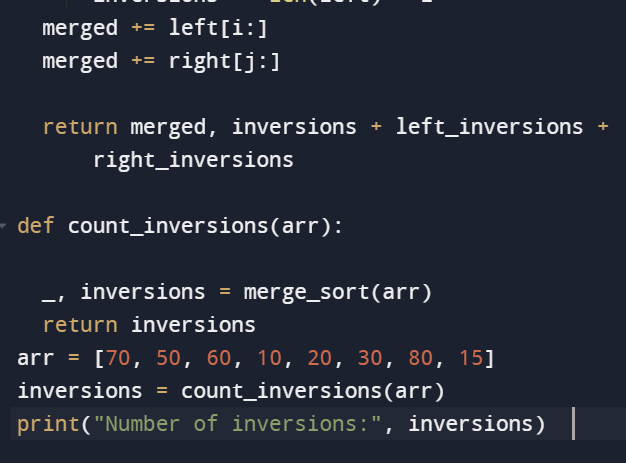 merged += left[i:]
merged += right[j:]
return merged, inversions + left_inversions +
right_inversions
def count_inversions(arr):
_, inversions = merge_sort(arr)
return inversions
arr = [70, 50, 60, 10, 20, 30, 80, 15]
inversions = count_inversions(arr)
print("Number of inversions:", inversions)